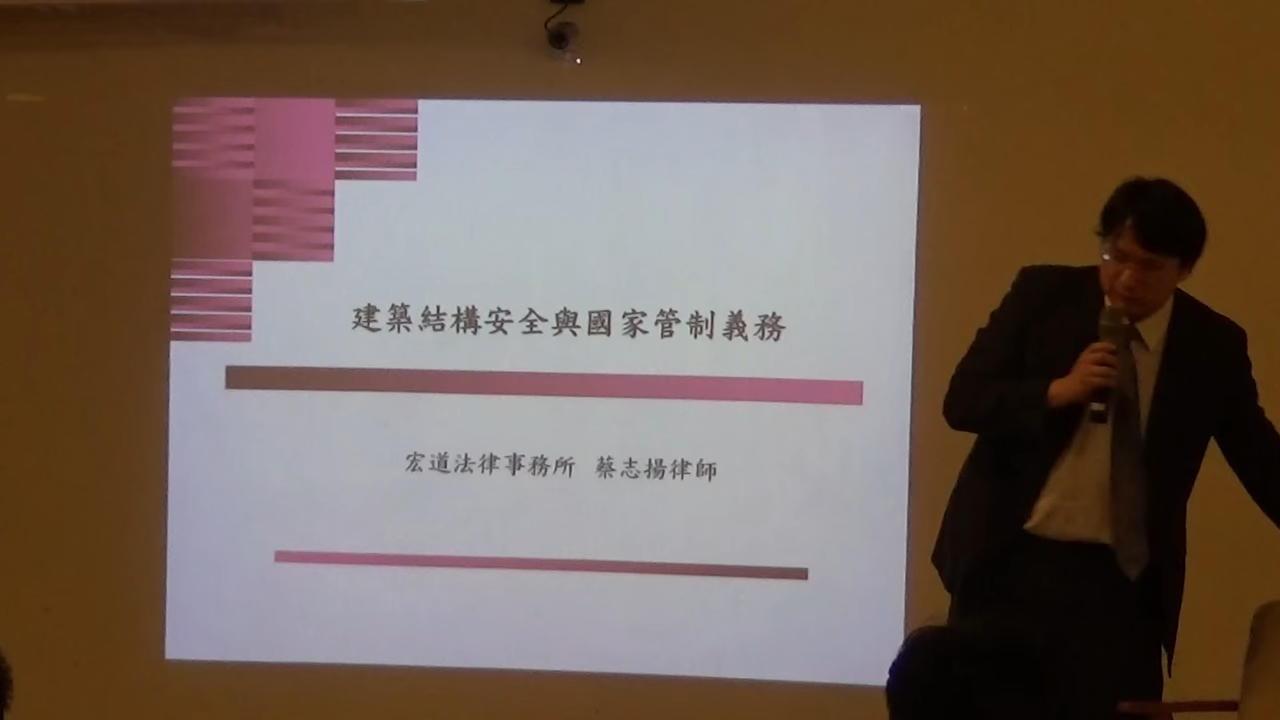 建築結構安全與國家管制義務
宏道法律事務所 蔡志揚律師